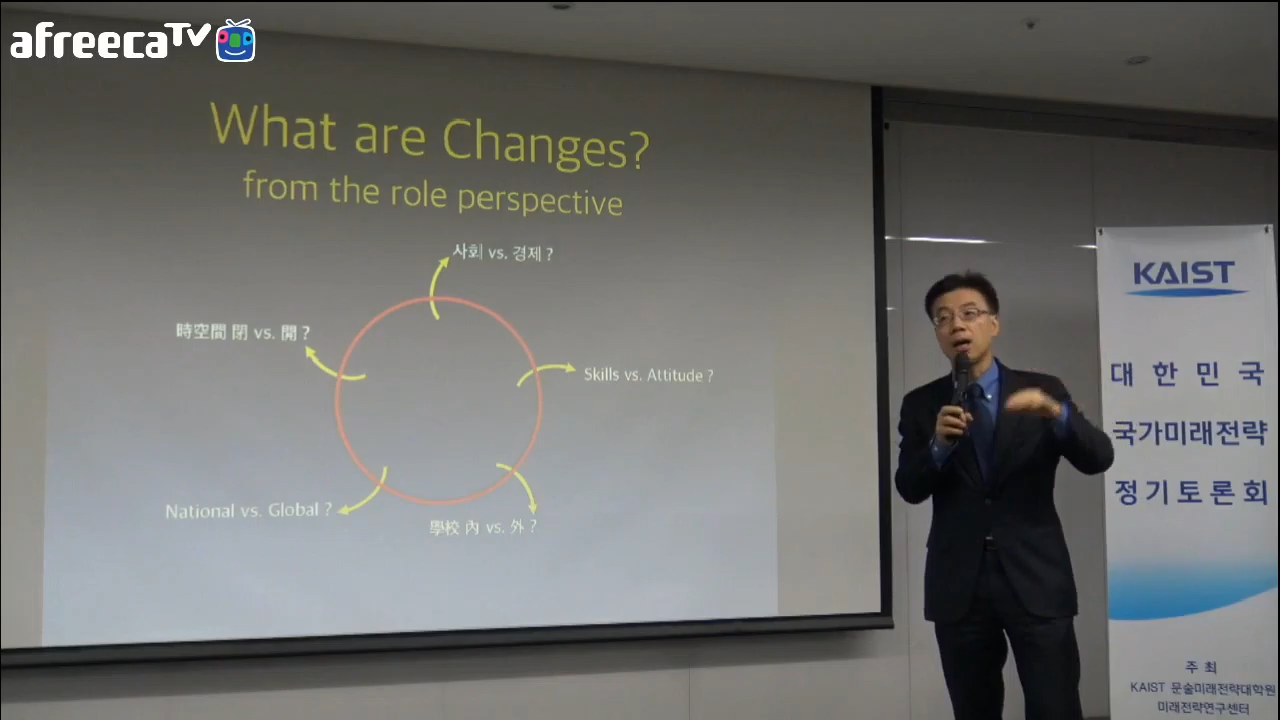 afreecaTV
What are Changes?
from the role perspective
사회 vs. 경제 ?
時空間 閉 vs. 開 ?
Skills vs. Attitude ?
National vs. Global ?
學校 內 vs. 外 ?
KAIST
대 한 민 국
국가미래전략
정기토론회
주 최
KAIST 문술미래전략대학원
미래전략연구센터